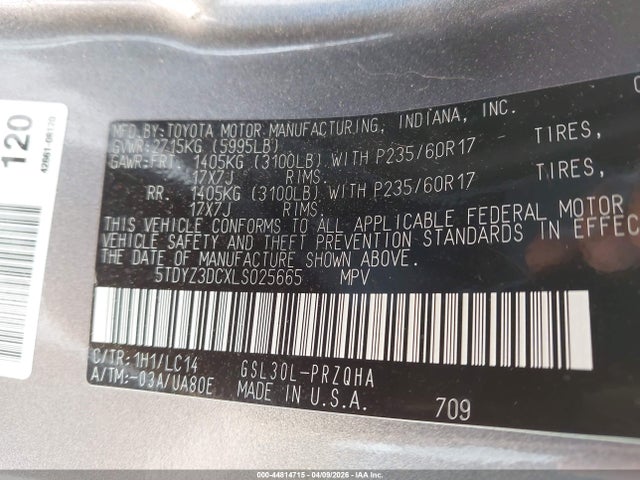 120
42661-08120
MFD.BY:TOYOTA MOTOR MANUFACTURING, INDIANA, INC.
GVWR:2715KG (5995LB)
GAWR:FRT. 1405KG (3100LB) WITH P235/60R17 TIRES,
17X7J RIMS.
RR. 1405KG (3100LB) WITH P235/60R17 TIRES,
17X7J RIMS.
THIS VEHICLE CONFORMS TO ALL APPLICABLE FEDERAL MOTOR
VEHICLE SAFETY AND THEFT PREVENTION STANDARDS IN EFFEC
THE DATE OF MANUFACTURE SHOWN ABOVE.
5TDYZ3DCXLS025665 MPV
C/TR:1H1/LC14 GSL30L-PRZQHA
A/TM:-03A/UA80E MADE IN U.S.A. 709
000-44814715 - 04/09/2026 - IAA Inc.